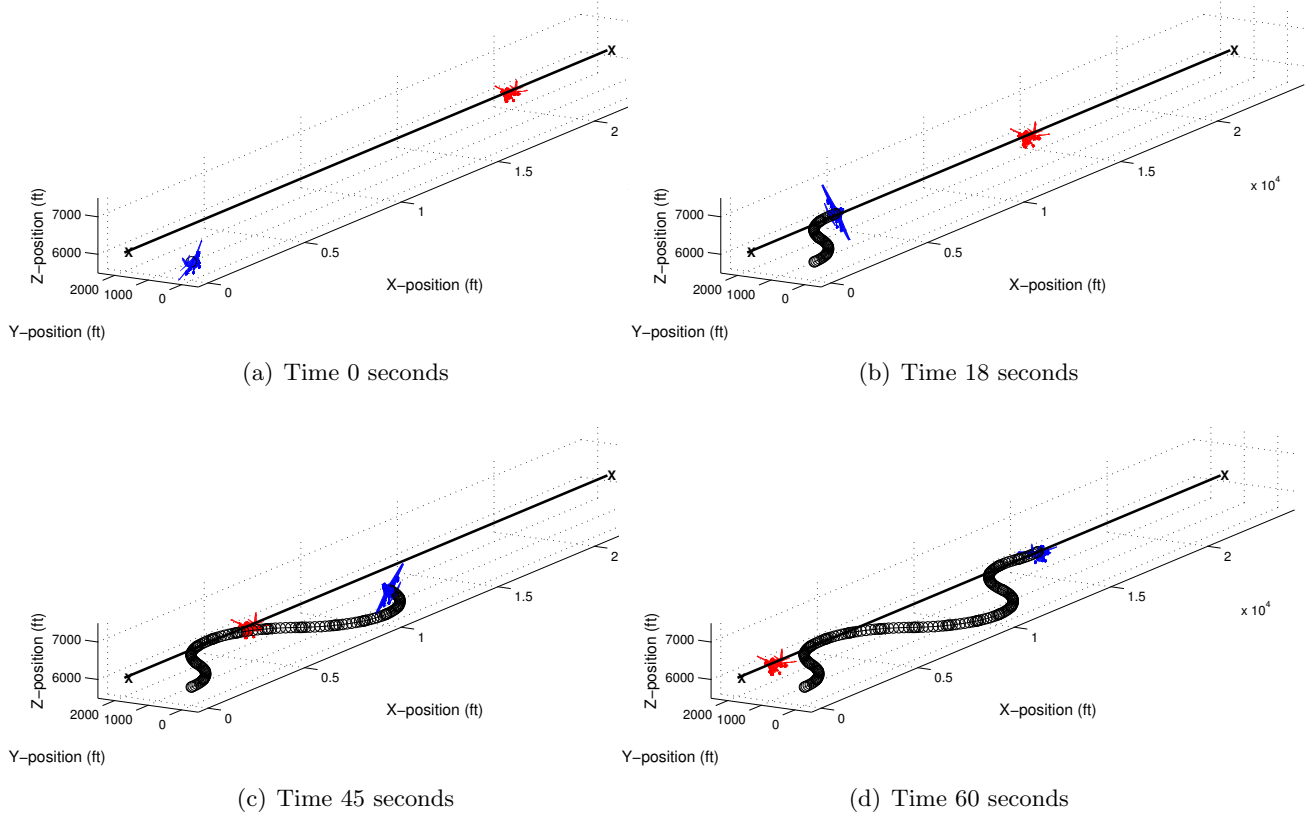 X
2
1.5
7000
1
6000
X
0.5
2000
1000
0
0
Z−position (ft)
X−position (ft)
Y−position (ft)
(a) Time 0 seconds
X
2
1.5
x 10⁴
7000
1
6000
X
0.5
2000
1000
0
0
Z−position (ft)
X−position (ft)
Y−position (ft)
(b) Time 18 seconds
X
2
1.5
7000
1
6000
X
0.5
2000
1000
0
0
Z−position (ft)
X−position (ft)
Y−position (ft)
(c) Time 45 seconds
X
2
1.5
x 10⁴
7000
1
6000
X
0.5
2000
1000
0
0
Z−position (ft)
X−position (ft)
Y−position (ft)
(d) Time 60 seconds